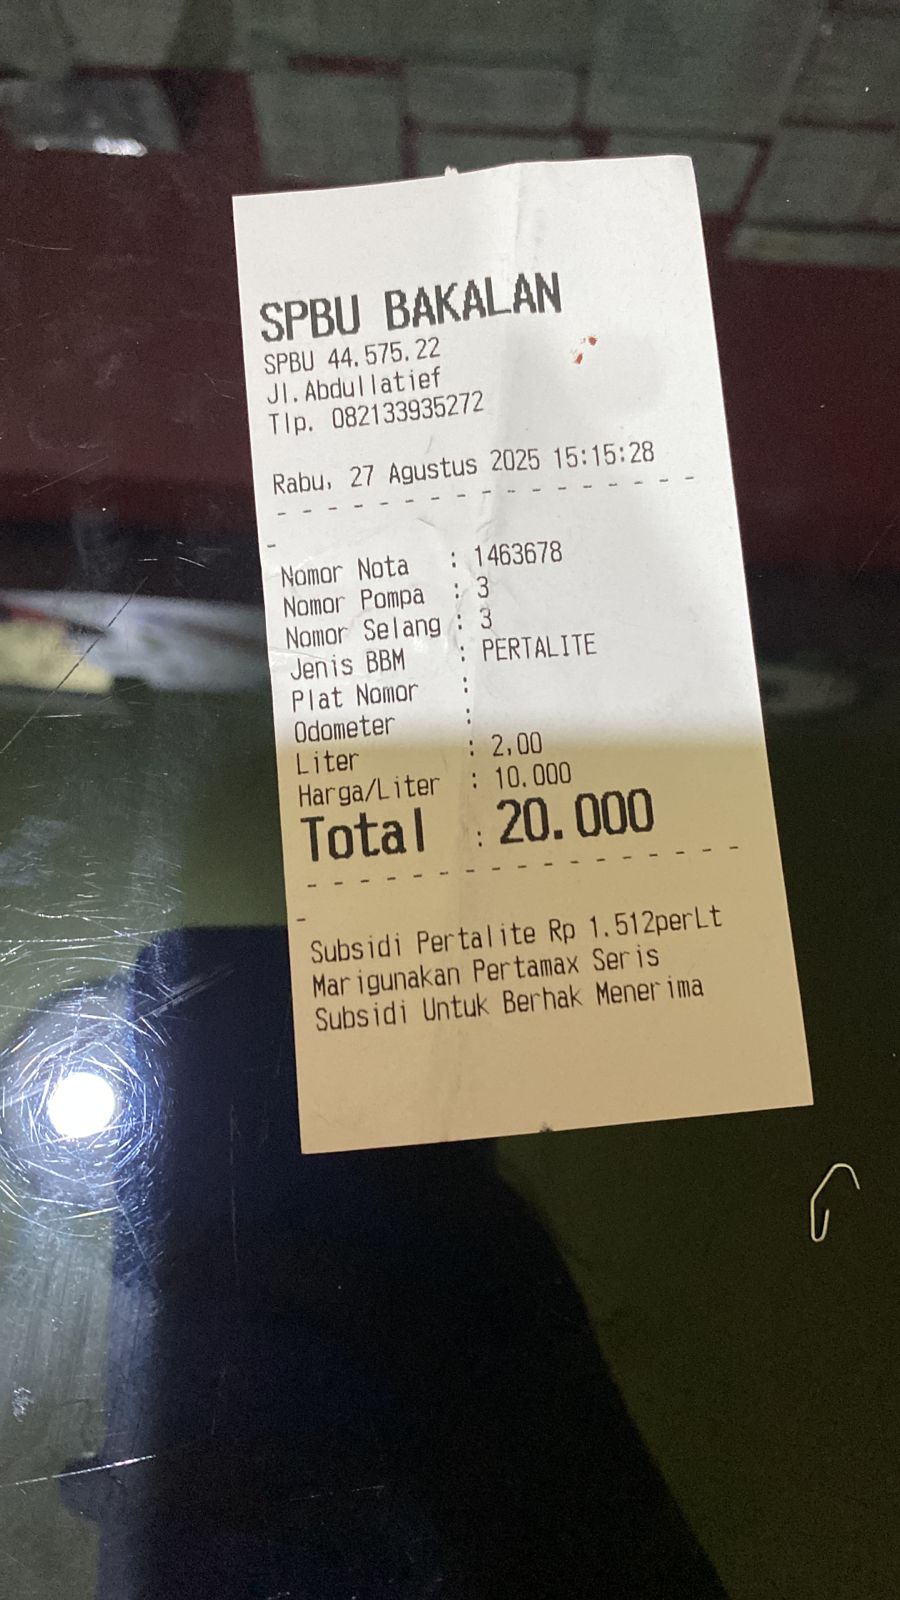 SPBU BAKALAN
SPBU 44.575.22
Jl.Abdullatief
Tlp. 082133935272
Rabu, 27 Agustus 2025 15:15:28
- - - - - - - - - - - - - - - - -
-
Nomor Nota : 1463678
Nomor Pompa : 3
Nomor Selang : 3
Jenis BBM : PERTALITE
Plat Nomor :
Odometer :
Liter : 2,00
Harga/Liter : 10.000
Total : 20.000
- - - - - - - - - - - - - - - - -
-
Subsidi Pertalite Rp 1.512perLt
Marigunakan Pertamax Seris
Subsidi Untuk Berhak Menerima